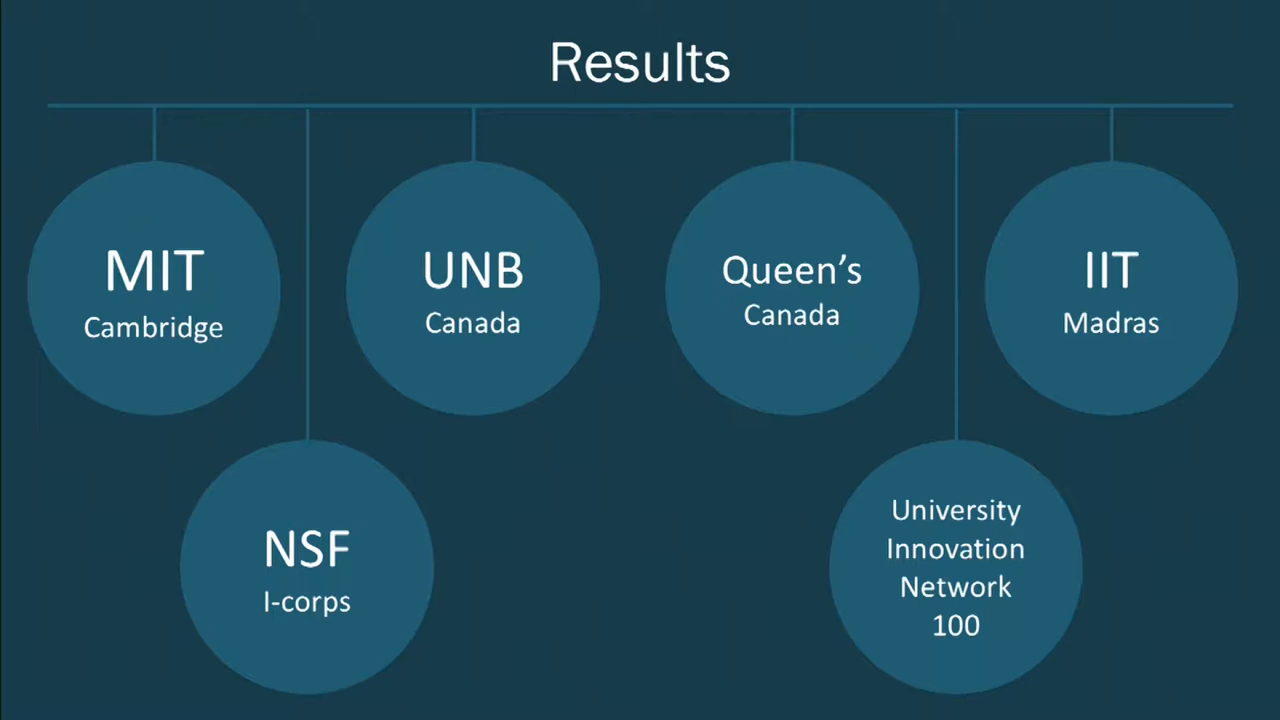 Results
MIT
Cambridge
UNB
Canada
Queen’s
Canada
IIT
Madras
NSF
I-corps
University
Innovation
Network
100